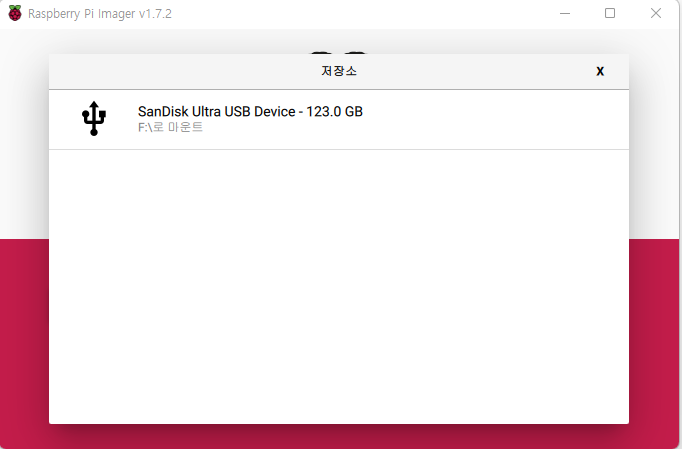 Raspberry Pi Imager v1.7.2
저장소 X
SanDisk Ultra USB Device - 123.0 GB
F:\로 마운트